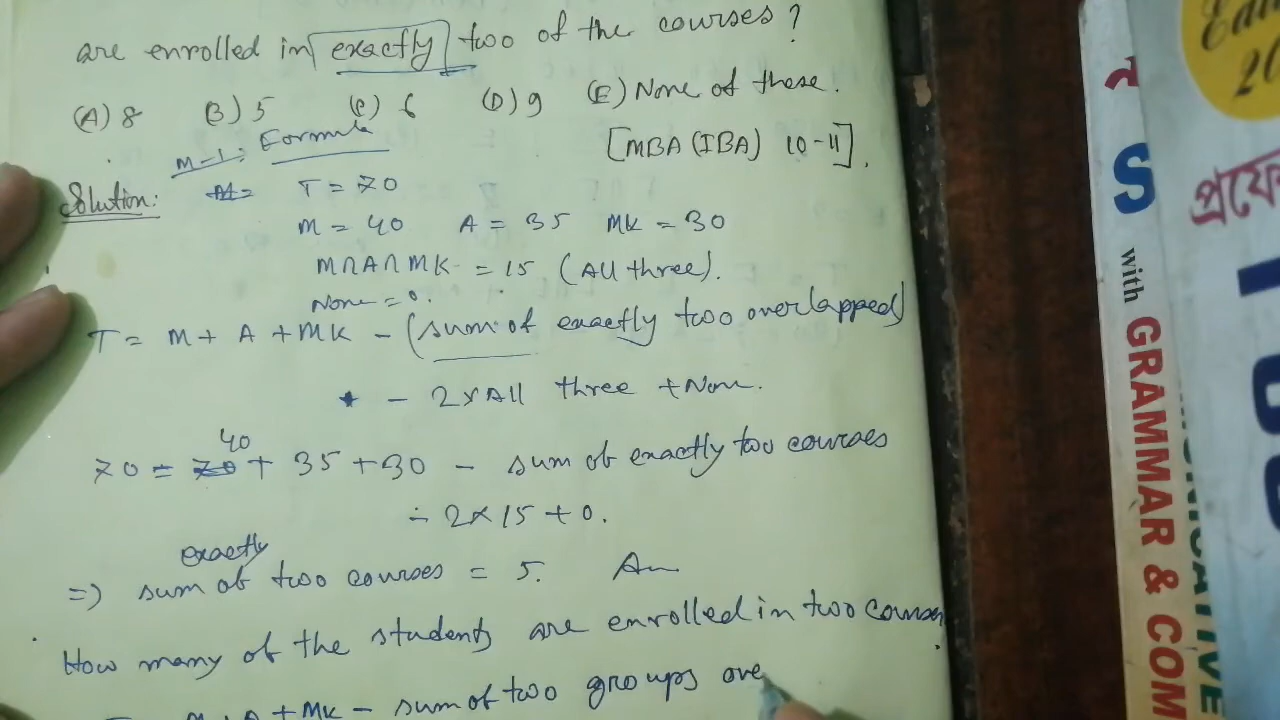 are enrolled in exactly two of the courses?
(A) 8 (B) 5 (C) 6 (D) 9 (E) None of these.
[MBA (IBA) 10-11].
M-1: Formula
Solution: T = 70
M = 40 A = 35 MK = 30
M∩A∩MK = 15 (All three).
None = 0.
T = M + A + MK - (sum of exactly two overlapped)
- 2×All three + None.
40
70 = + 35 + 30 - sum of exactly two courses
- 2×15 + 0.
exactly
=) sum of two courses = 5. An
How many of the students are enrolled in two courses
M + A + MK - sum of two groups ove
S with GRAMMAR & COM
প্রফে